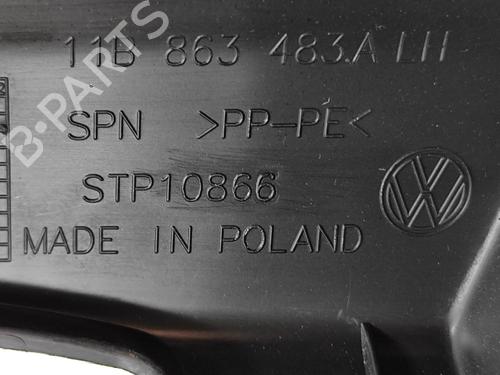 11B 863 483.A LH
SPN >PP-PE<
STP10866
MADE IN POLAND
B-PARTS